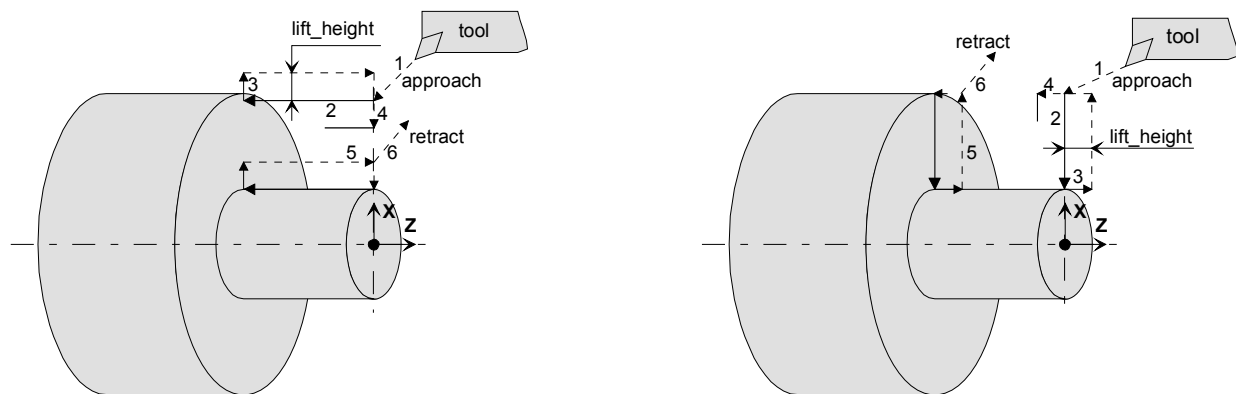 lift_height
tool
1
approach
3
2
4
retract
5
6
X
Z
tool
retract
6
1
approach
4
2
lift_height
5
3
X
Z